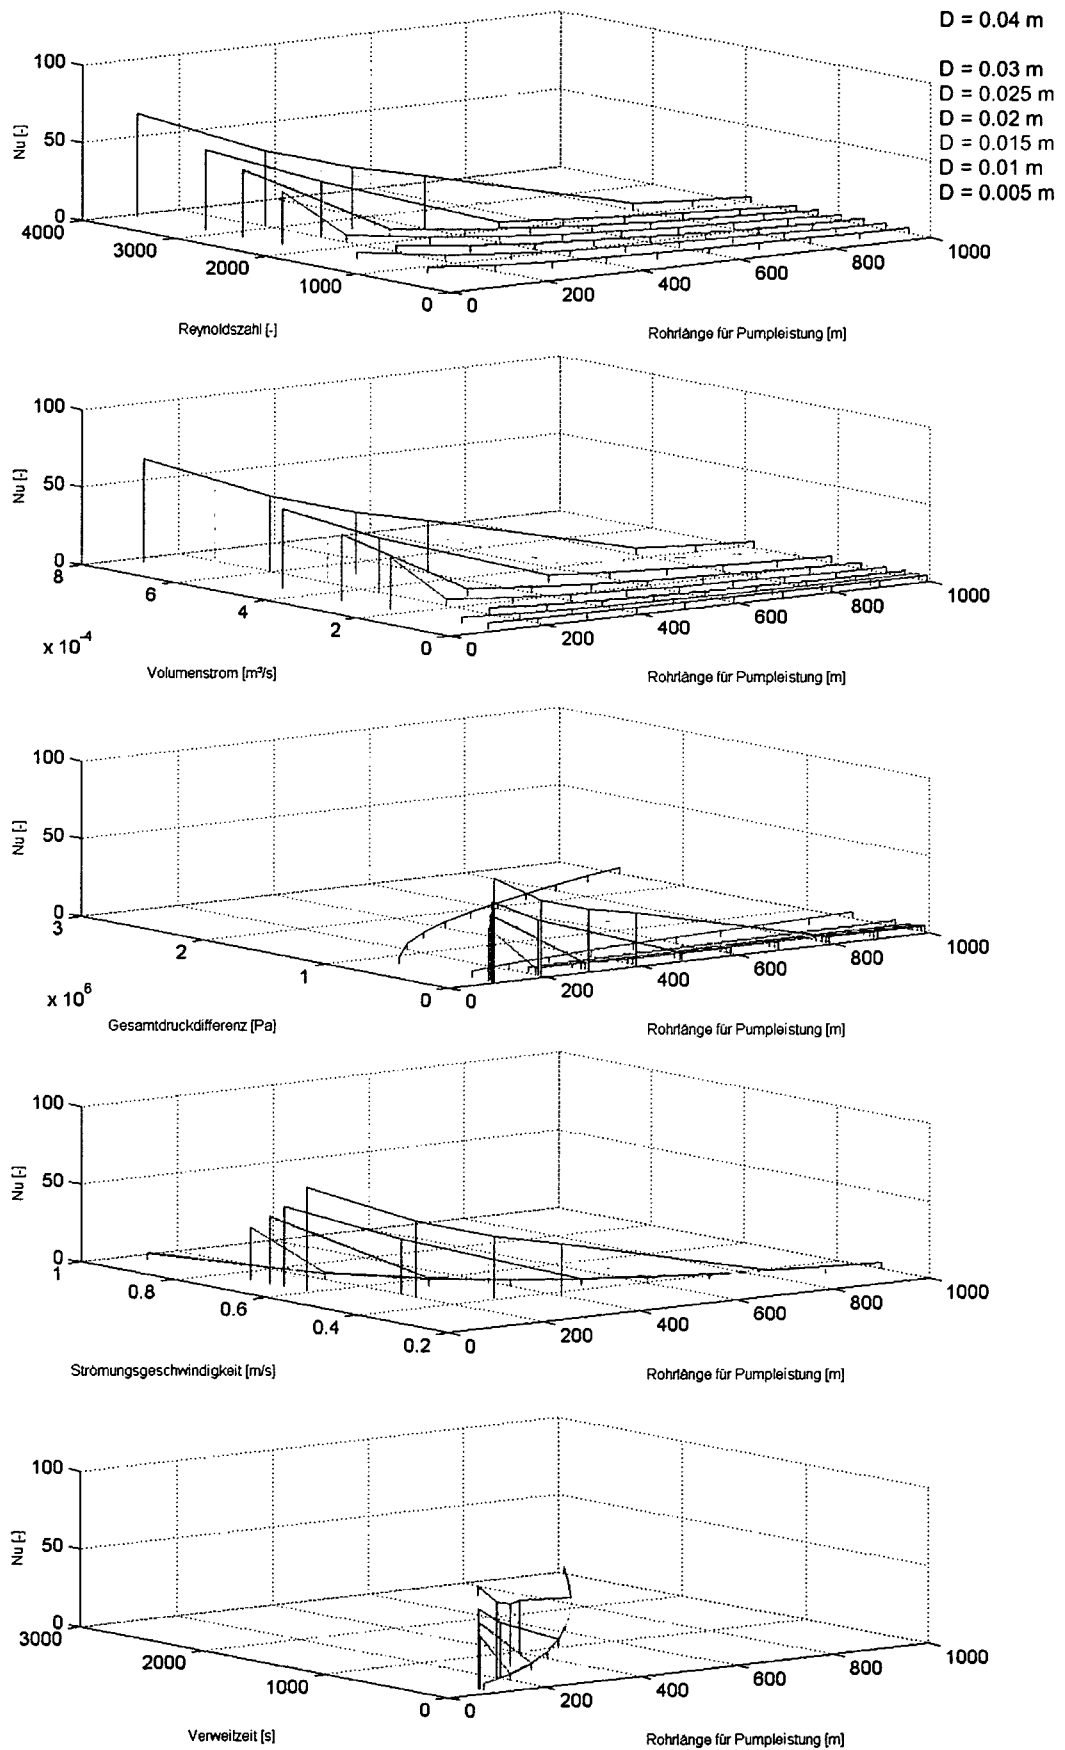 D = 0.04 m
D = 0.03 m
D = 0.025 m
D = 0.02 m
D = 0.015 m
D = 0.01 m
D = 0.005 m
100
50
0
Nu [-]
4000
3000
2000
1000
0
0
200
400
600
800
1000
Reynoldszahl [-]
Rohrlänge für Pumpleistung [m]
100
50
0
Nu [-]
8
6
4
2
0
x 10⁻⁴
0
200
400
600
800
1000
Volumenstrom [m³/s]
Rohrlänge für Pumpleistung [m]
100
50
0
Nu [-]
3
2
1
0
x 10⁶
0
200
400
600
800
1000
Gesamtdruckdifferenz [Pa]
Rohrlänge für Pumpleistung [m]
100
50
0
Nu [-]
1
0.8
0.6
0.4
0.2
0
200
400
600
800
1000
Strömungsgeschwindigkeit [m/s]
Rohrlänge für Pumpleistung [m]
100
50
0
Nu [-]
3000
2000
1000
0
0
200
400
600
800
1000
Verweilzeit [s]
Rohrlänge für Pumpleistung [m]